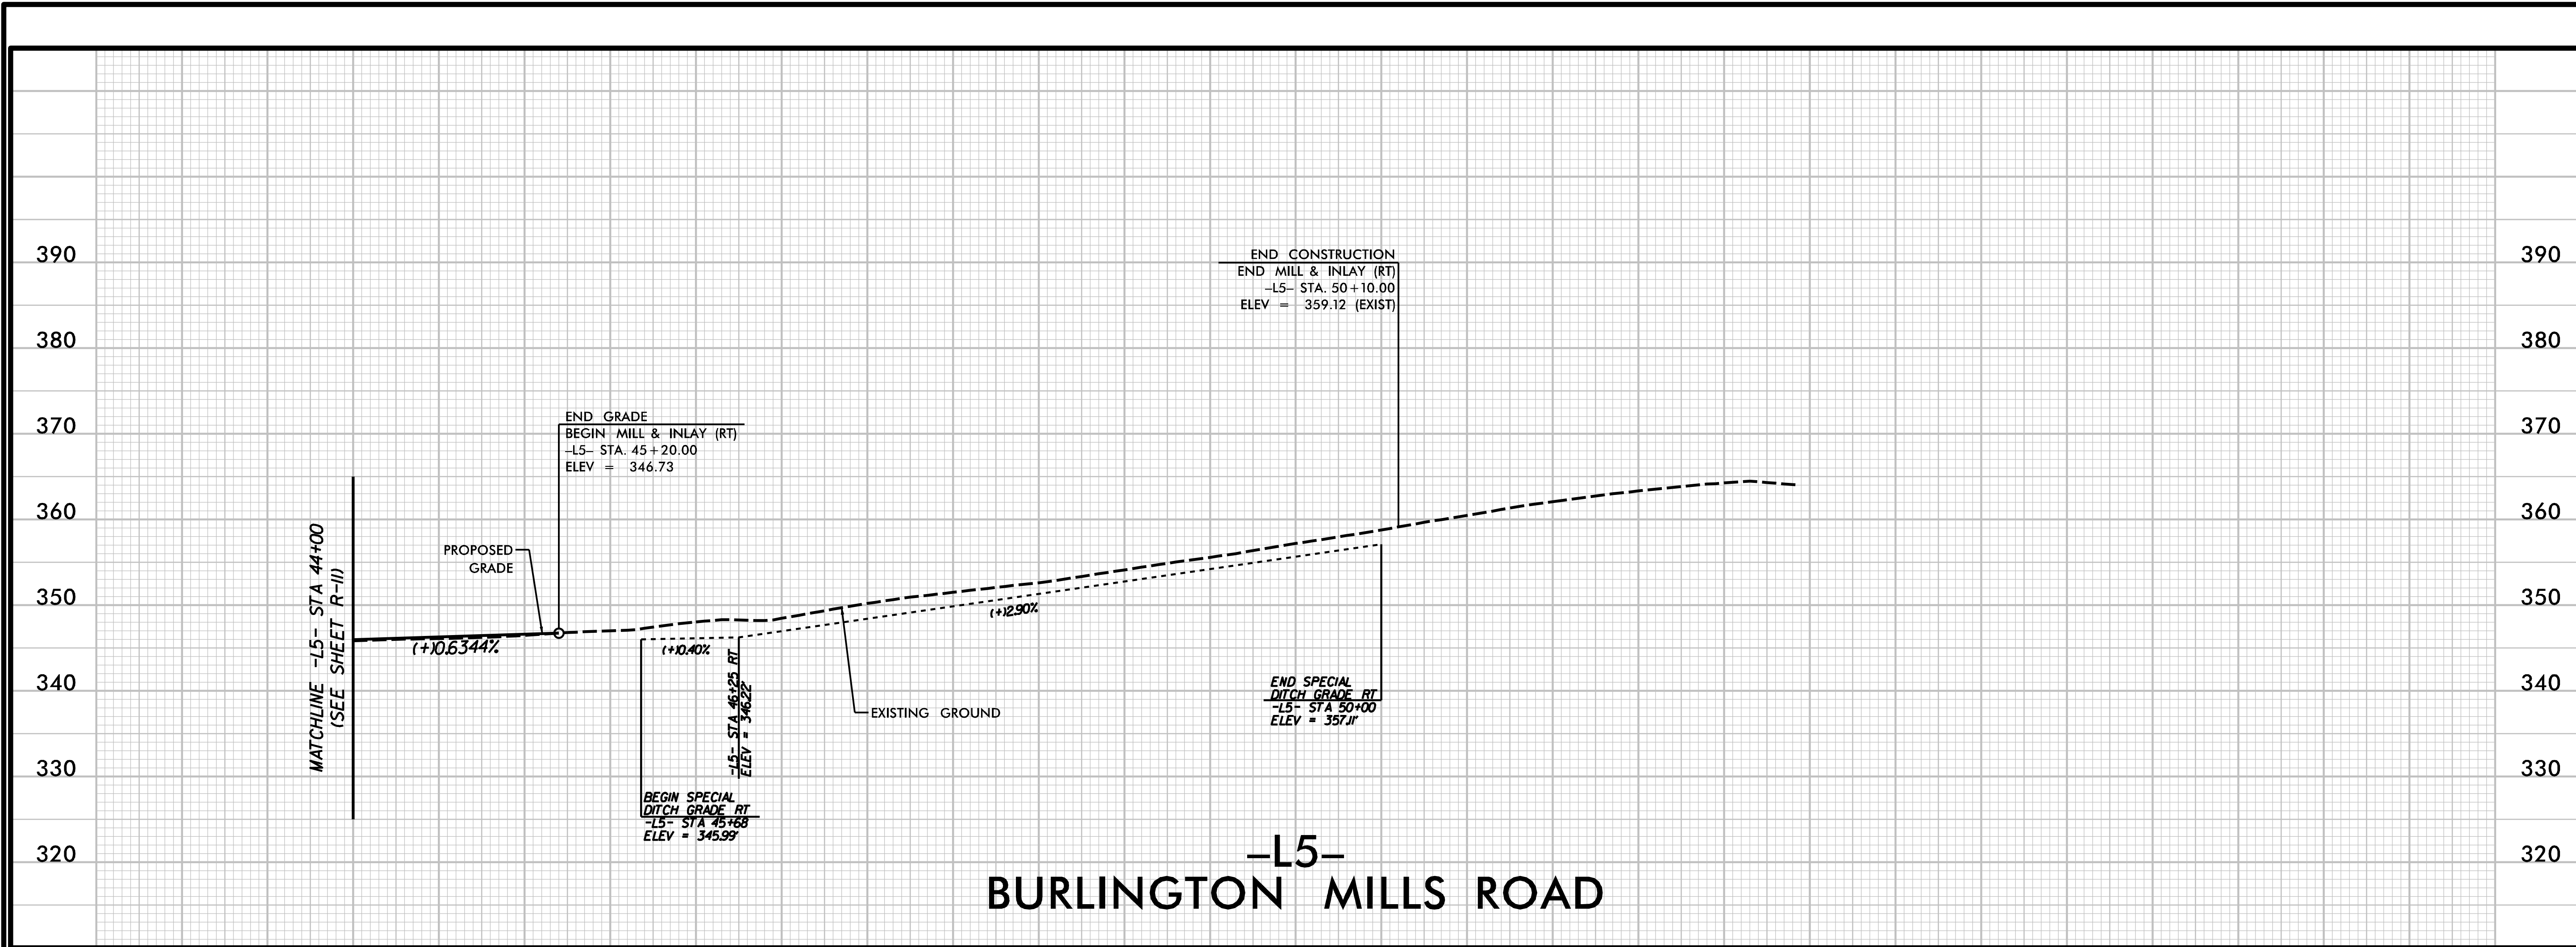 390
390
END CONSTRUCTION
END MILL & INLAY (RT)
-L5- STA. 50+10.00
ELEV = 359.12 (EXIST)
380
380
370
370
END GRADE
BEGIN MILL & INLAY (RT)
-L5- STA. 45+20.00
ELEV = 346.73
360
360
MATCHLINE -L5- STA 44+00
(SEE SHEET R-11)
PROPOSED
GRADE
350
350
(+)0.6344%
(+)0.40%
(+)2.90%
340
340
-L5- STA 46+25 RT
ELEV = 346.22'
EXISTING GROUND
END SPECIAL
DITCH GRADE RT
-L5- STA 50+00
ELEV = 357.11'
330
330
BEGIN SPECIAL
DITCH GRADE RT
-L5- STA 45+68
ELEV = 345.99'
320
320
-L5-
BURLINGTON MILLS ROAD